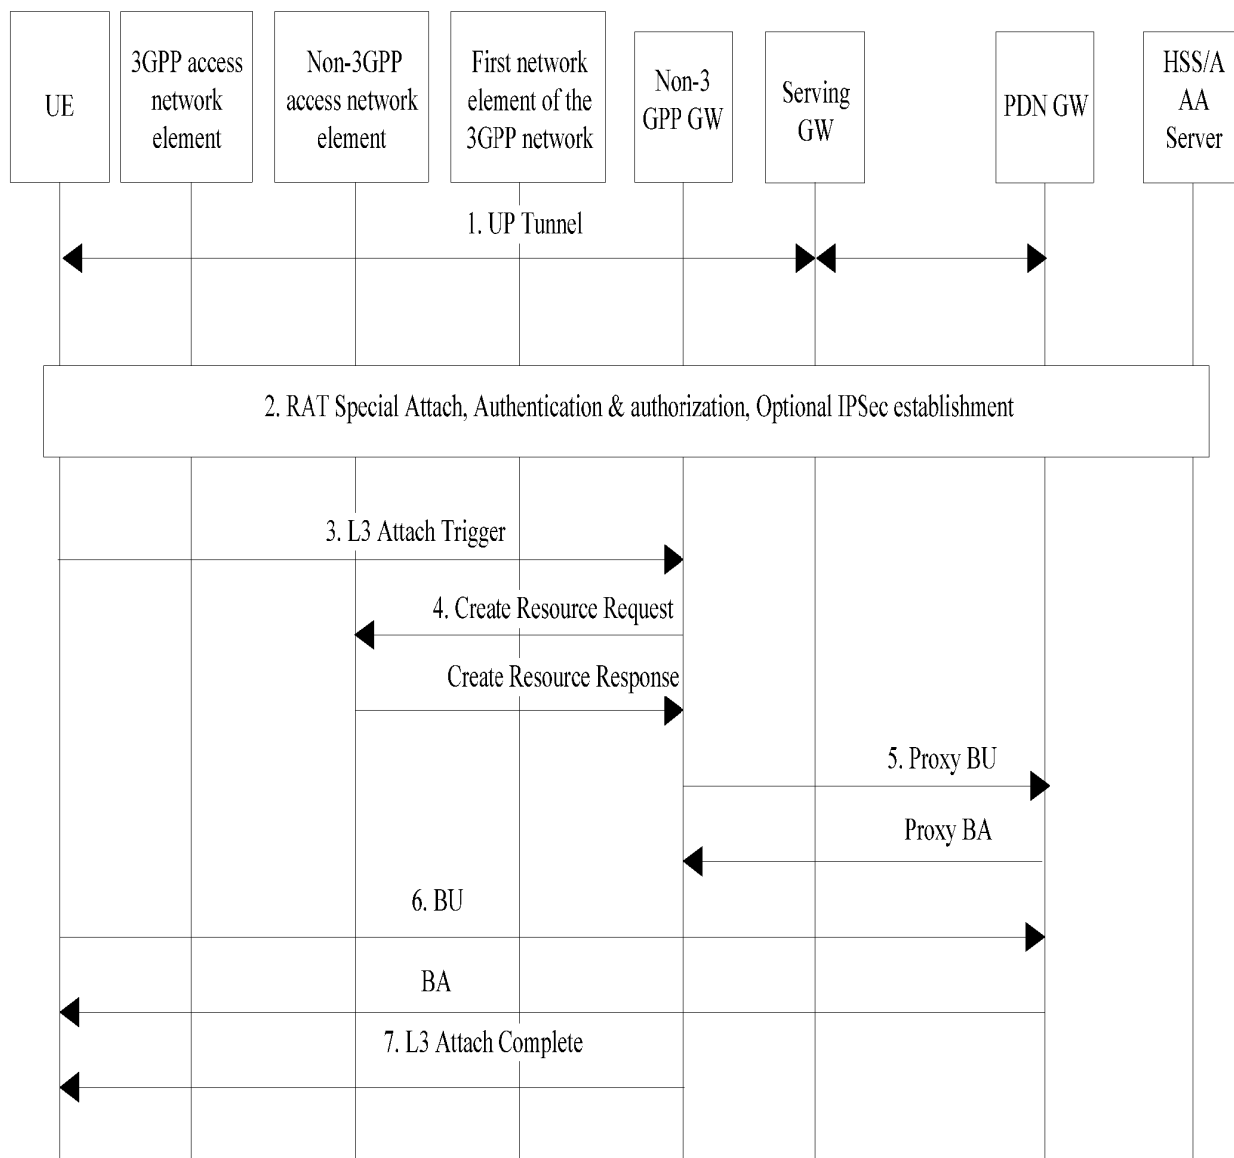 UE
3GPP access
network
element
Non-3GPP
access network
element
First network
element of the
3GPP network
Non-3
GPP GW
Serving
GW
PDN GW
HSS/A
AA
Server
1. UP Tunnel
2. RAT Special Attach, Authentication & authorization, Optional IPSec establishment
3. L3 Attach Trigger
4. Create Resource Request
Create Resource Response
5. Proxy BU
Proxy BA
6. BU
BA
7. L3 Attach Complete